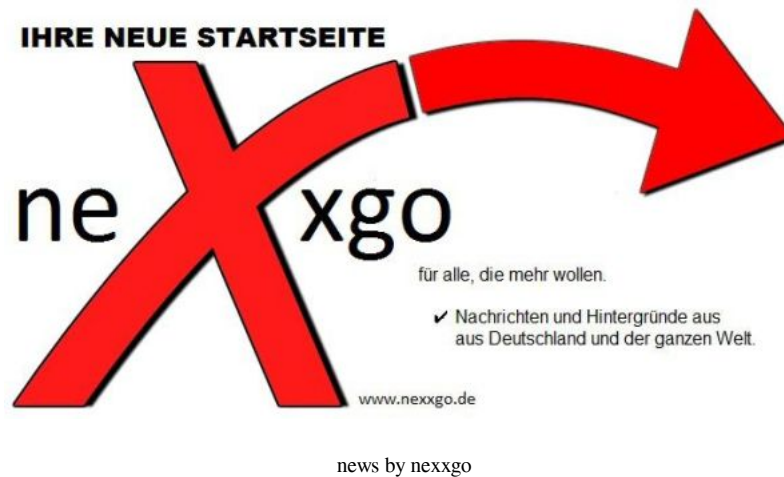 IHRE NEUE STARTSEITE
neXxgo
für alle, die mehr wollen.
✔ Nachrichten und Hintergründe aus
aus Deutschland und der ganzen Welt.
www.nexxgo.de
news by nexxgo